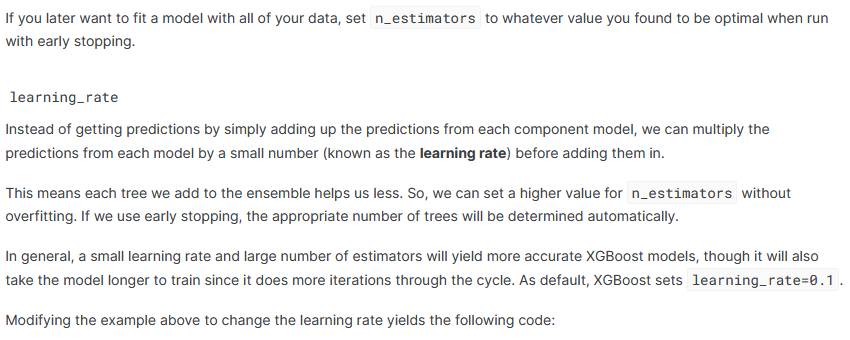 If you later want to fit a model with all of your data, set n_estimators to whatever value you found to be optimal when run
with early stopping.
learning_rate
Instead of getting predictions by simply adding up the predictions from each component model, we can multiply the
predictions from each model by a small number (known as the learning rate) before adding them in.
This means each tree we add to the ensemble helps us less. So, we can set a higher value for n_estimators without
overfitting. If we use early stopping, the appropriate number of trees will be determined automatically.
In general, a small learning rate and large number of estimators will yield more accurate XGBoost models, though it will also
take the model longer to train since it does more iterations through the cycle. As default, XGBoost sets learning_rate=0.1.
Modifying the example above to change the learning rate yields the following code: